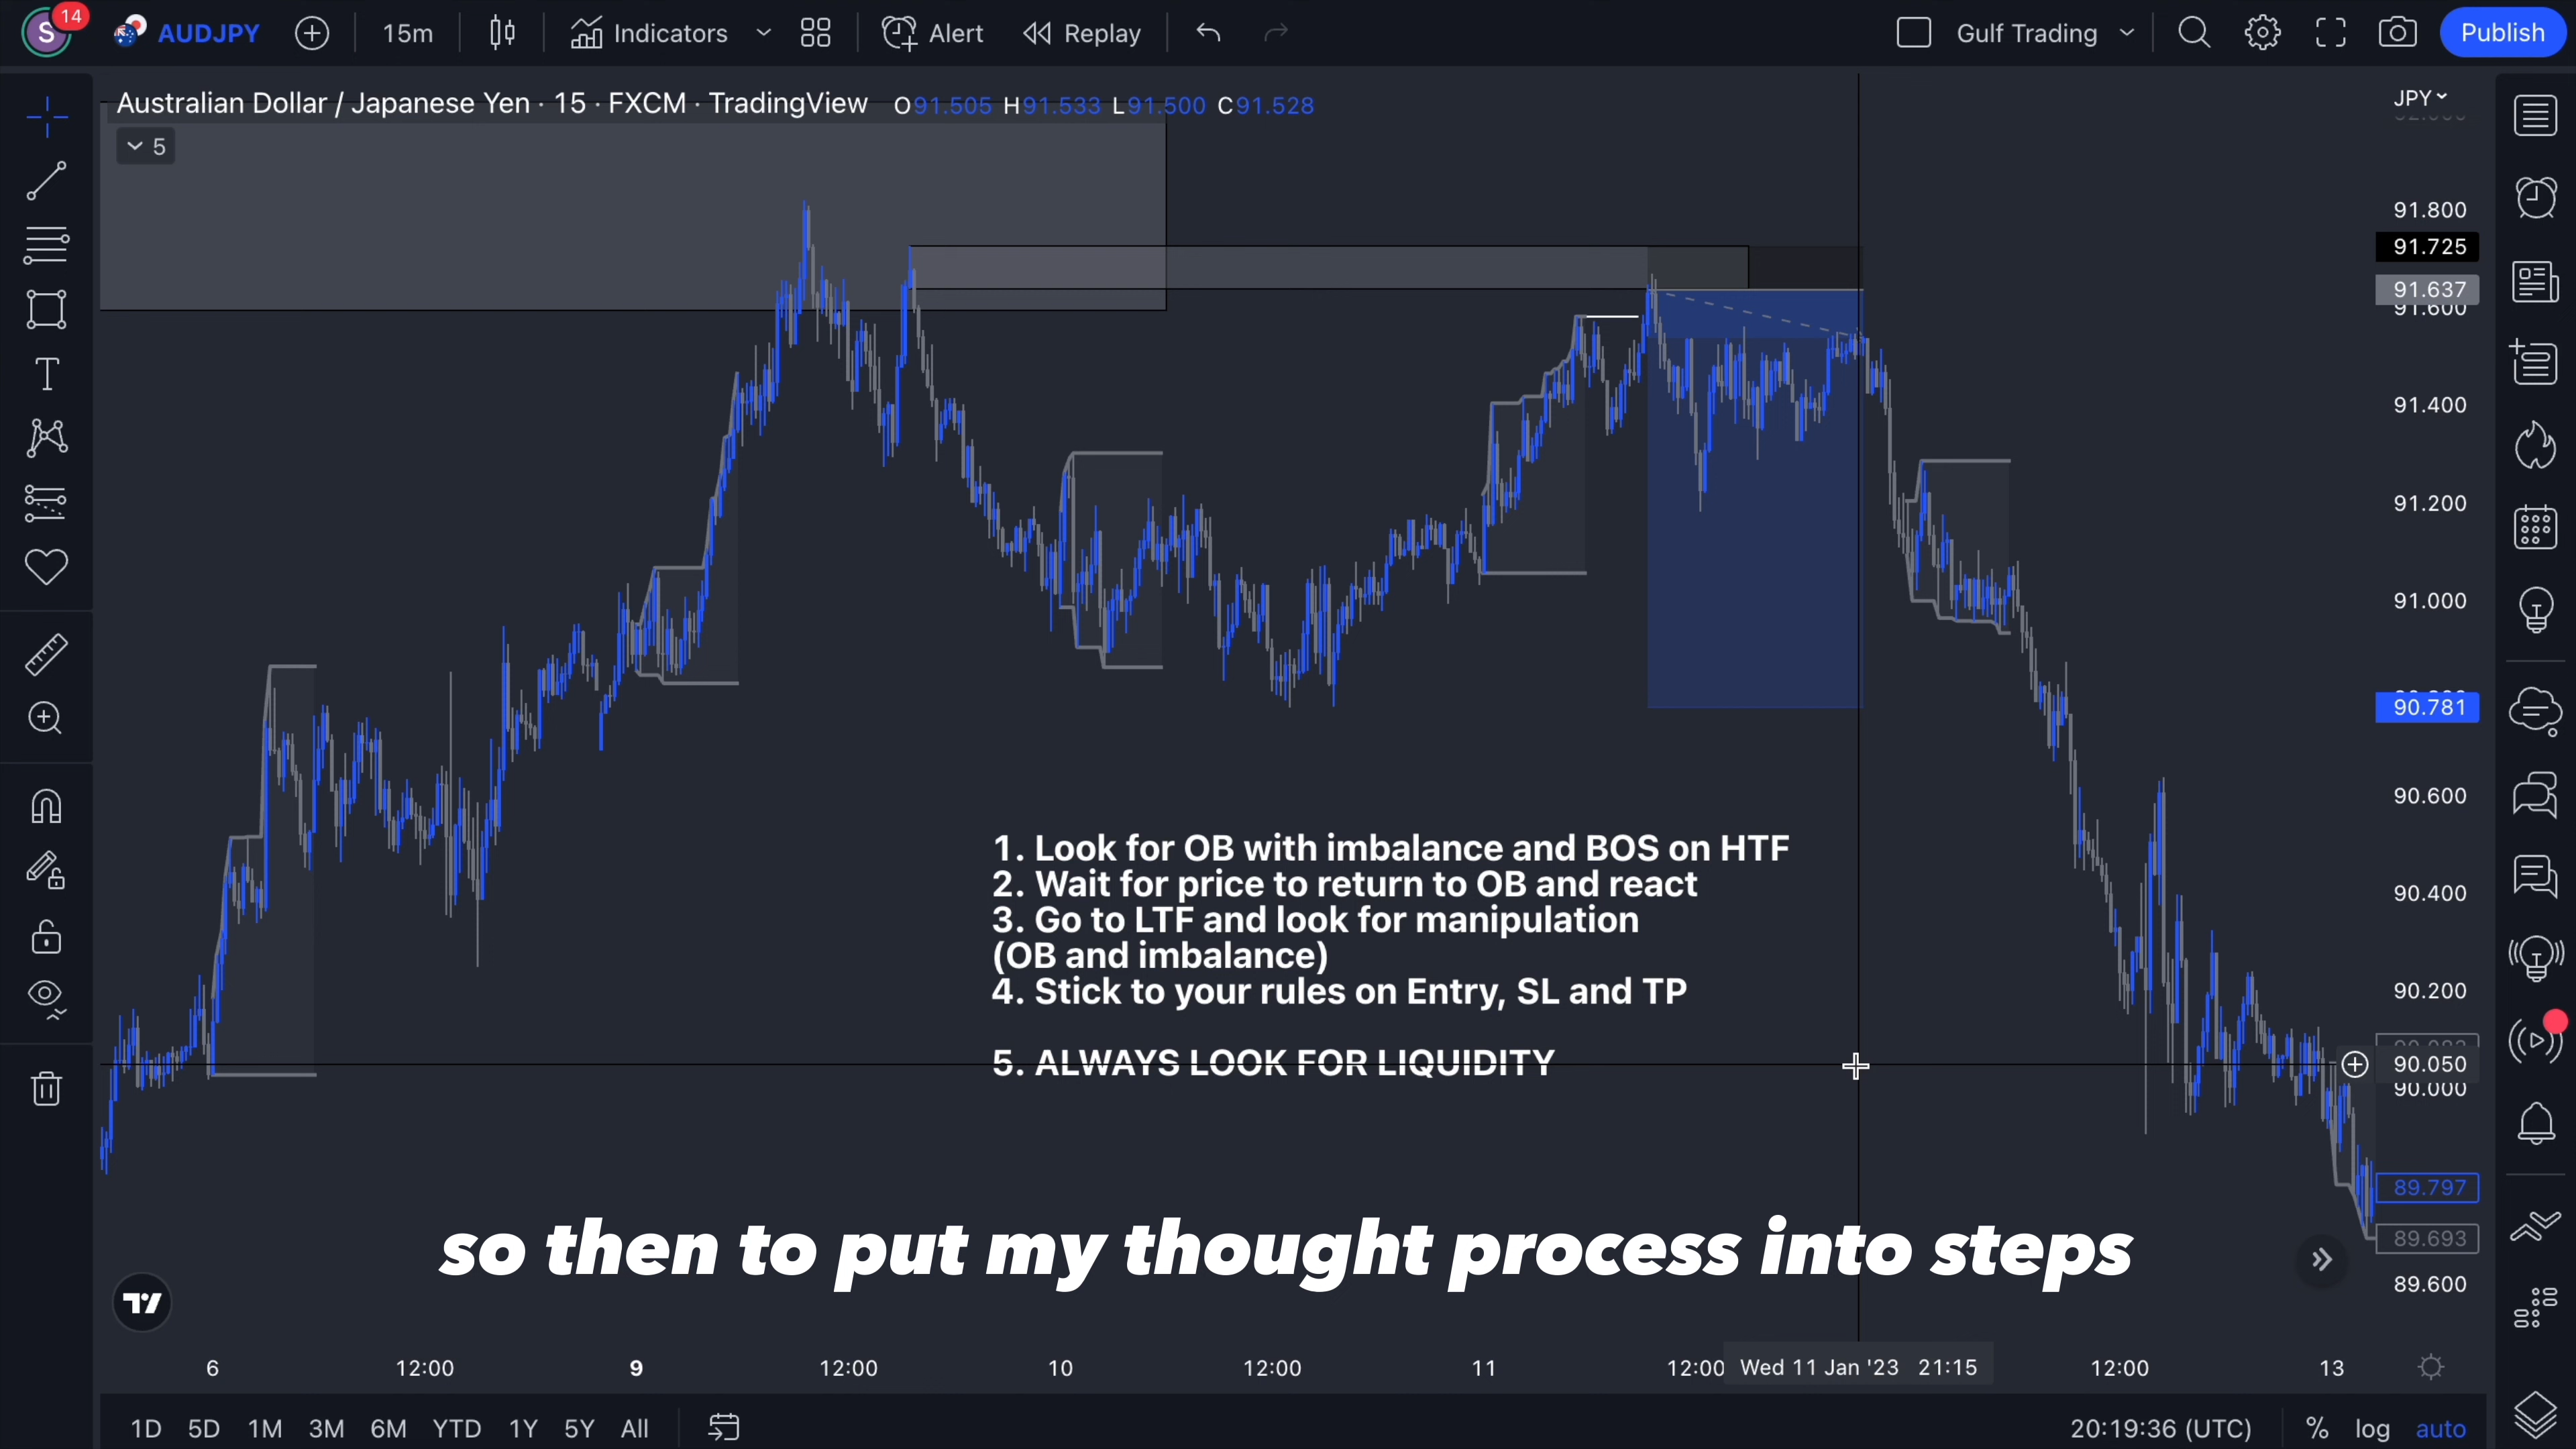 S
14
AUDJPY
15m
Indicators
Alert
Replay
Gulf Trading
Publish
Australian Dollar / Japanese Yen · 15 · FXCM · TradingView O91.505 H91.533 L91.500 C91.528
5
JPY
91.800
91.725
91.637
91.600
91.400
91.200
91.000
90.781
90.600
90.400
90.200
90.050
90.000
89.797
89.693
89.600
1. Look for OB with imbalance and BOS on HTF
2. Wait for price to return to OB and react
3. Go to LTF and look for manipulation
(OB and imbalance)
4. Stick to your rules on Entry, SL and TP
5. ALWAYS LOOK FOR LIQUIDITY
so then to put my thought process into steps
6 12:00 9 12:00 10 12:00 11 12:00 Wed 11 Jan '23 21:15 12:00 13
1D 5D 1M 3M 6M YTD 1Y 5Y All
20:19:36 (UTC) % log auto